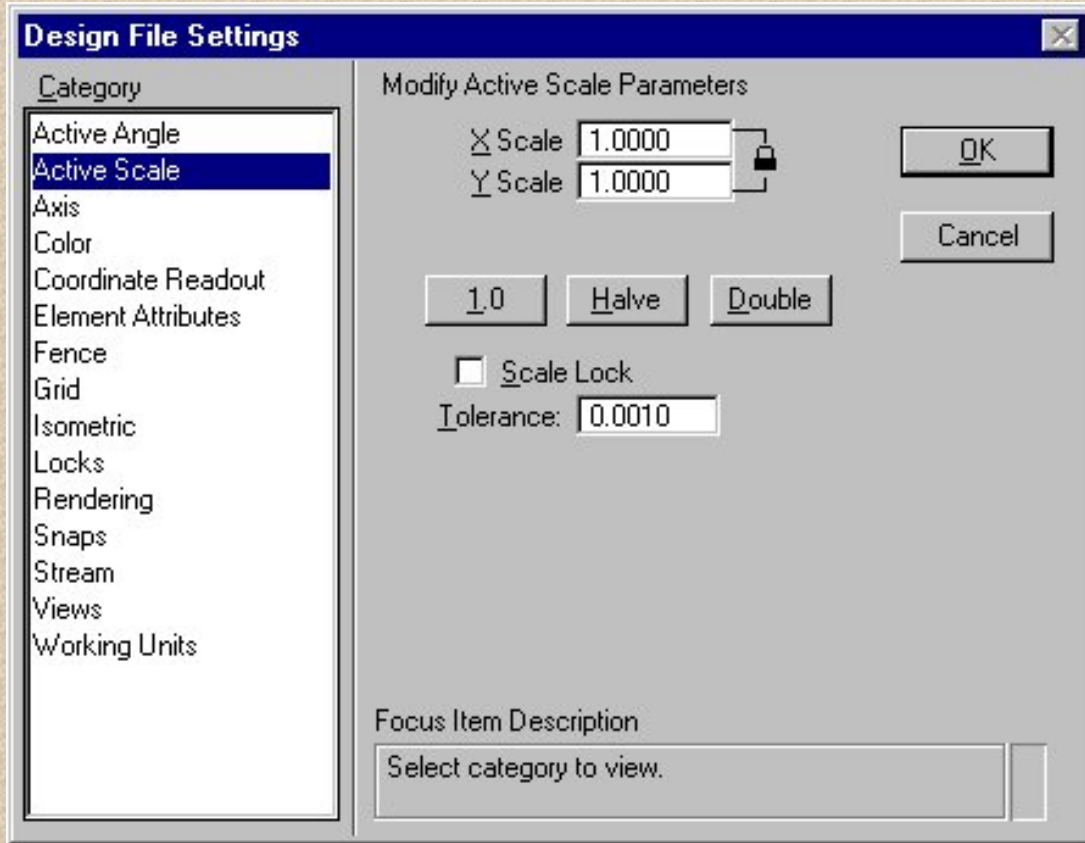 Design File Settings
Category
Active Angle
Active Scale
Axis
Color
Coordinate Readout
Element Attributes
Fence
Grid
Isometric
Locks
Rendering
Snaps
Stream
Views
Working Units
Modify Active Scale Parameters
X Scale 1.0000
Y Scale 1.0000
OK
Cancel
1.0 Halve Double
Scale Lock
Tolerance: 0.0010
Focus Item Description
Select category to view.